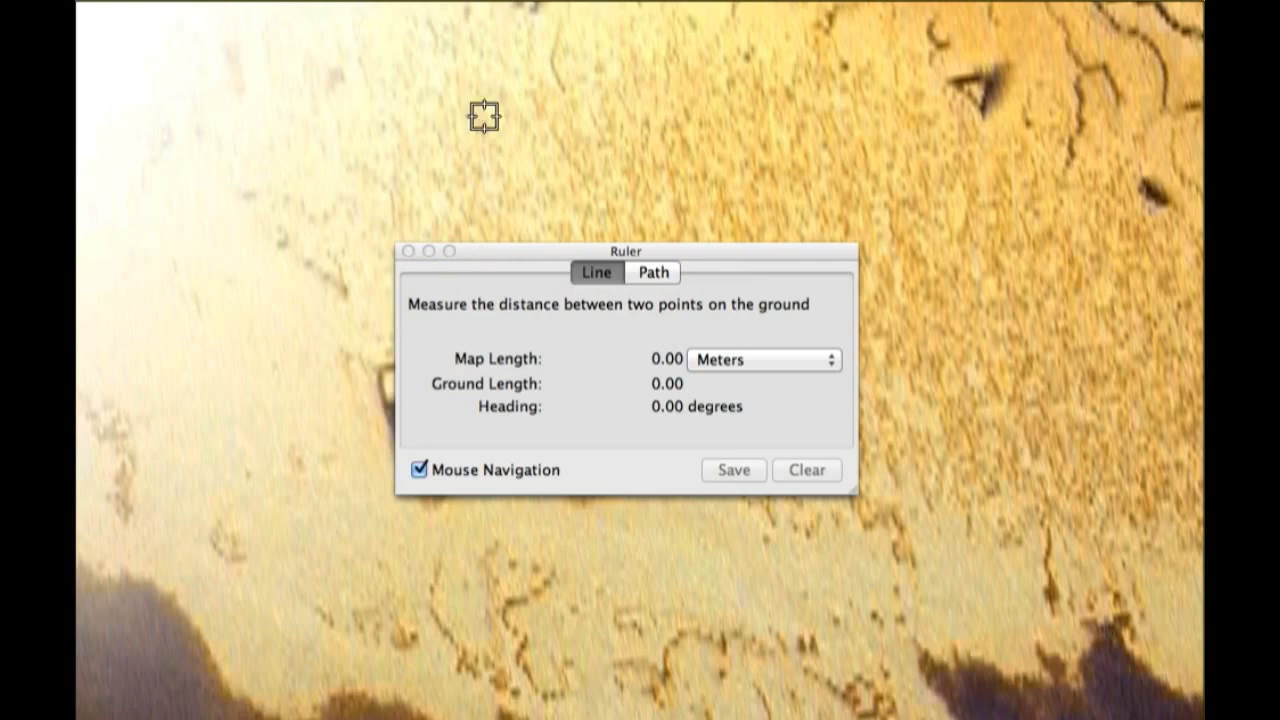 Ruler
Line Path
Measure the distance between two points on the ground
Map Length: 0.00 Meters
Ground Length: 0.00
Heading: 0.00 degrees
Mouse Navigation Save Clear